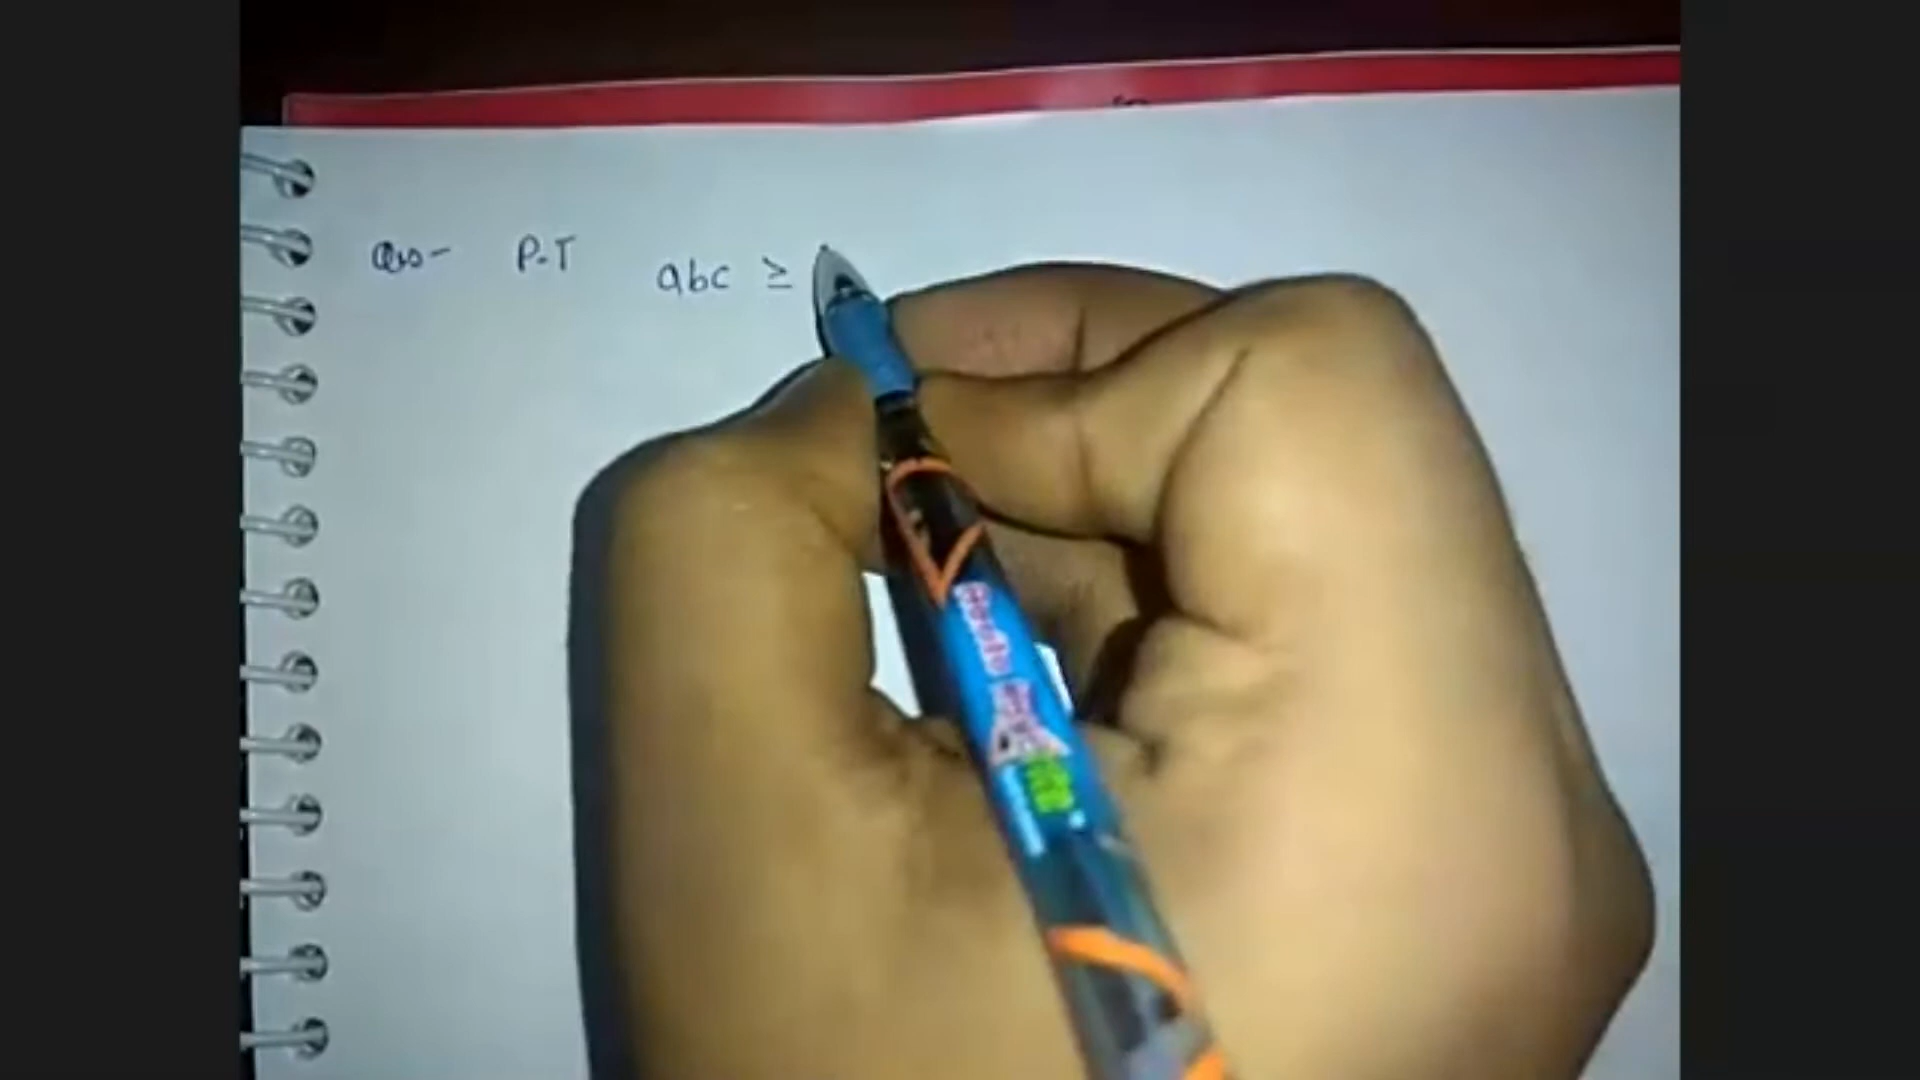 Qus- P.T abc ≥